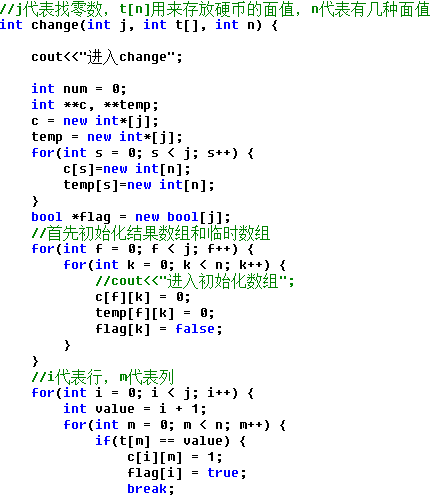 //j代表找零数，t[n]用来存放硬币的面值，n代表有几种面值
int change(int j, int t[], int n) {
cout<<"进入change";
int num = 0;
int **c, **temp;
c = new int*[j];
temp = new int*[j];
for(int s = 0; s < j; s++) {
c[s]=new int[n];
temp[s]=new int[n];
}
bool *flag = new bool[j];
//首先初始化结果数组和临时数组
for(int f = 0; f < j; f++) {
for(int k = 0; k < n; k++) {
//cout<<"进入初始化数组";
c[f][k] = 0;
temp[f][k] = 0;
flag[k] = false;
}
}
//i代表行，m代表列
for(int i = 0; i < j; i++) {
int value = i + 1;
for(int m = 0; m < n; m++) {
if(t[m] == value) {
c[i][m] = 1;
flag[i] = true;
break;